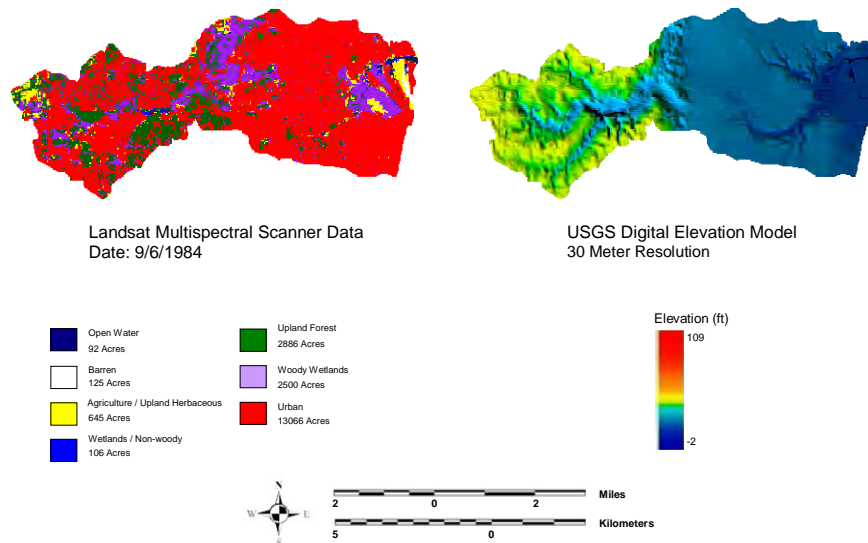 Landsat Multispectral Scanner Data
Date: 9/6/1984
USGS Digital Elevation Model
30 Meter Resolution
Open Water
92 Acres
Barren
125 Acres
Agriculture / Upland Herbaceous
645 Acres
Wetlands / Non-woody
106 Acres
Upland Forest
2886 Acres
Woody Wetlands
2500 Acres
Urban
13066 Acres
Elevation (ft)
109
-2
N
W E
S
2 0 2 Miles
5 0 Kilometers